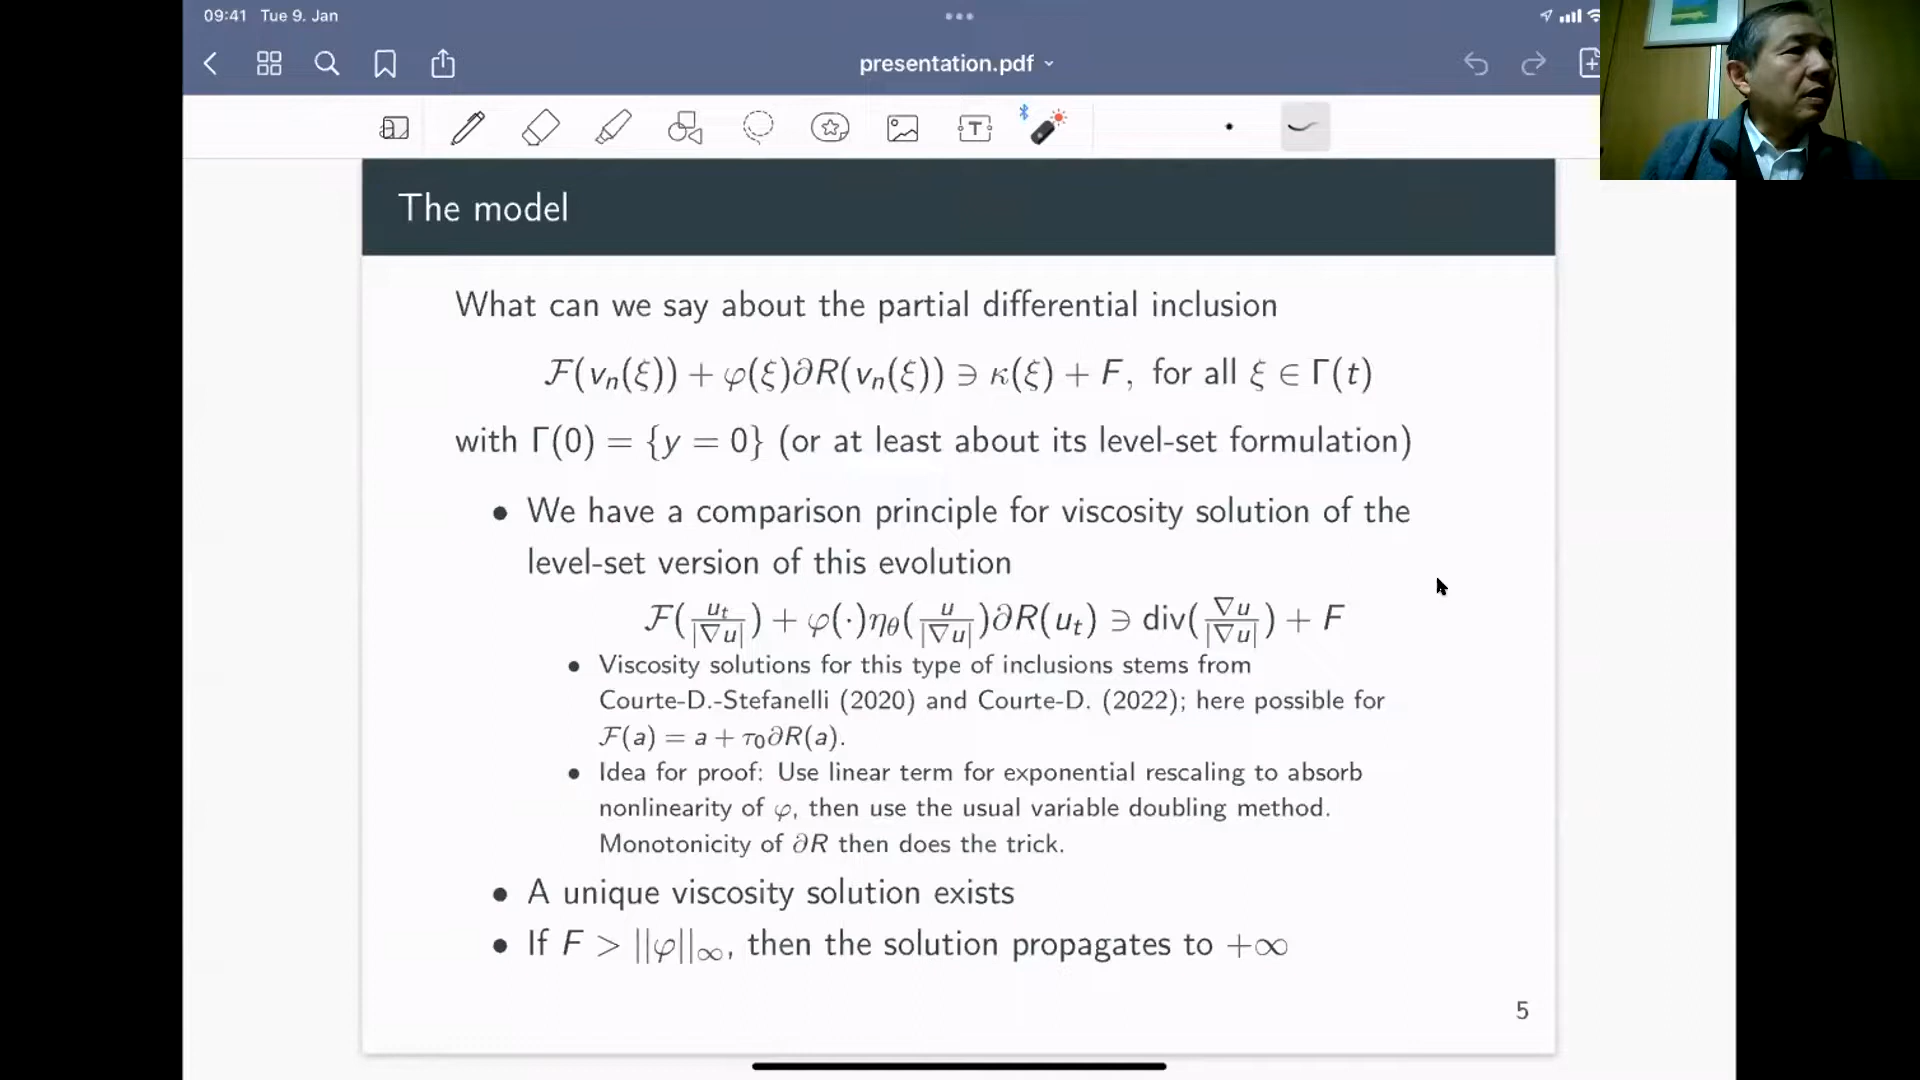 09:41 Tue 9. Jan
presentation.pdf
The model
What can we say about the partial differential inclusion
ℱ(vₙ(ξ)) + φ(ξ)∂R(vₙ(ξ)) ∋ κ(ξ) + F, for all ξ ∈ Γ(t)
with Γ(0) = {y = 0} (or at least about its level-set formulation)
• We have a comparison principle for viscosity solution of the
level-set version of this evolution
ℱ(u_t/|∇u|) + φ(·)η_θ(u/|∇u|)∂R(u_t) ∋ div(∇u/|∇u|) + F
• Viscosity solutions for this type of inclusions stems from
Courte-D.-Stefanelli (2020) and Courte-D. (2022); here possible for
ℱ(a) = a + τ₀∂R(a).
• Idea for proof: Use linear term for exponential rescaling to absorb
nonlinearity of φ, then use the usual variable doubling method.
Monotonicity of ∂R then does the trick.
• A unique viscosity solution exists
• If F > ||φ||∞, then the solution propagates to +∞
5